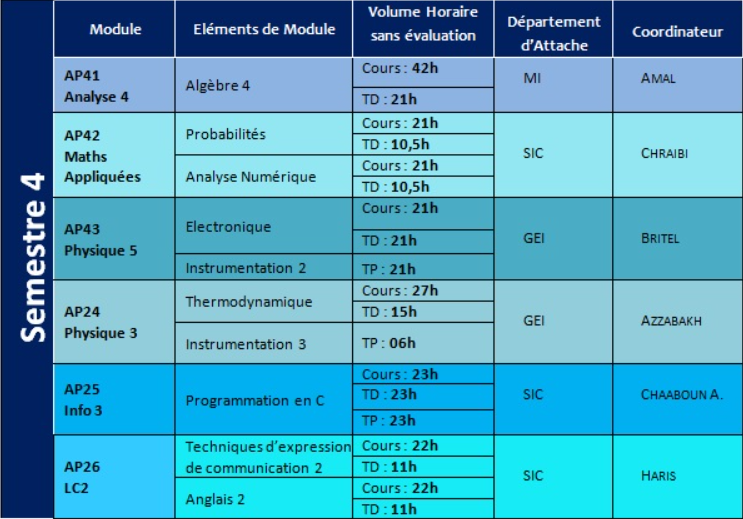 Semestre 4
Module
Eléments de Module
Volume Horaire
sans évaluation
Département
d'Attache
Coordinateur
AP41
Analyse 4
Algèbre 4
Cours : 42h
TD : 21h
MI
AMAL
AP42
Maths
Appliquées
Probabilités
Cours : 21h
TD : 10,5h
Analyse Numérique
Cours : 21h
TD : 10,5h
SIC
CHRAIBI
AP43
Physique 5
Electronique
Cours : 21h
TD : 21h
Instrumentation 2
TP : 21h
GEI
BRITEL
AP24
Physique 3
Thermodynamique
Cours : 27h
TD : 15h
Instrumentation 3
TP : 06h
GEI
AZZABAKH
AP25
Info 3
Programmation en C
Cours : 23h
TD : 23h
TP : 23h
SIC
CHAABOUN A.
AP26
LC2
Techniques d'expression
de communication 2
Cours : 22h
TD : 11h
Anglais 2
Cours : 22h
TD : 11h
SIC
HARIS